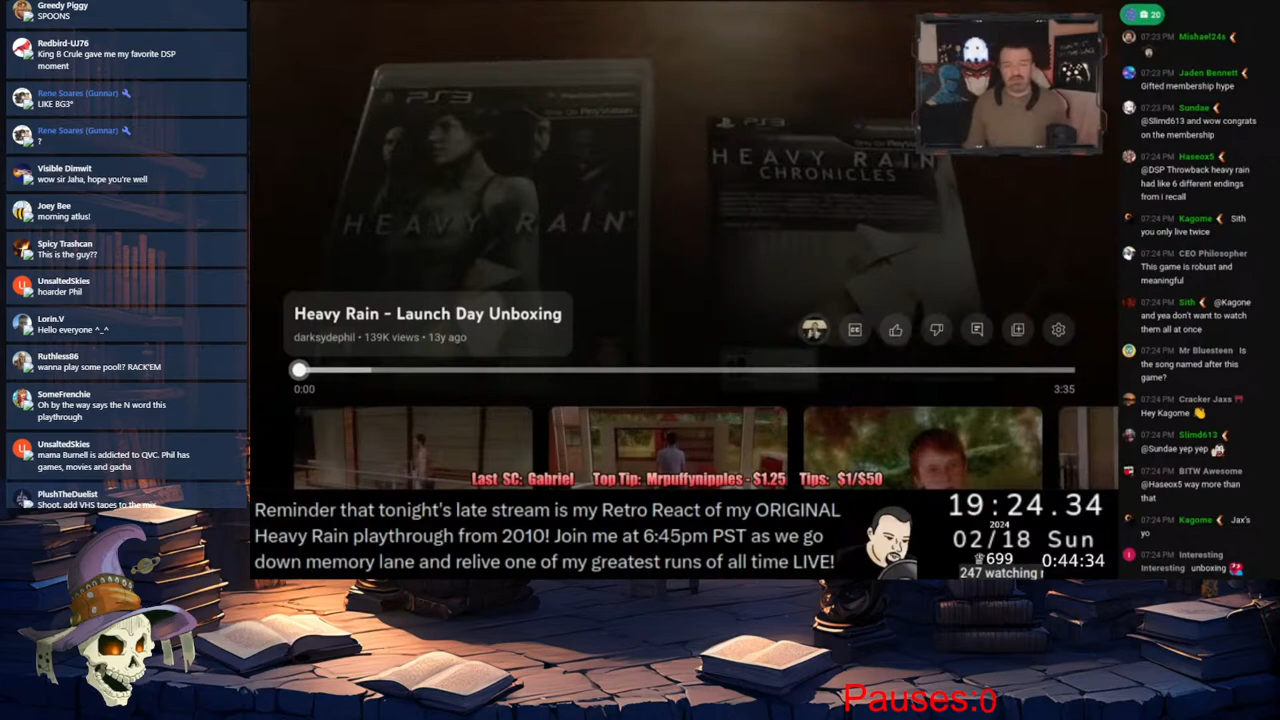 Greedy Piggy
SPOONS
Redbird-UJ76
King B Crule gave me my favorite DSP
moment
Rene Soares (Gunnar)
LIKE BG3*
Rene Soares (Gunnar)
?
Visible Dimwit
wow sir Jaha, hope you're well
Joey Bee
morning atlus!
Spicy Trashcan
This is the guy??
UnsaltedSkies
hoarder Phil
Lorin.V
Hello everyone ^_^
Ruthless86
wanna play some pool!? RACK'EM
SomeFrenchie
Oh by the way says the N word this
playthrough
UnsaltedSkies
mama Burnell is addicted to QVC. Phil has
games, movies and gacha
PlushTheDuelist
Shoot, add VHS tapes to the mix
PS3
HEAVY RAIN
PS3
HEAVY RAIN
CHRONICLES
Heavy Rain - Launch Day Unboxing
darksydephil • 139K views • 13y ago
CC
0:00
3:35
Last SC: Gabriel Top Tip: Mrpuffynipples - $1.25 Tips: $1/$50
Reminder that tonight's late stream is my Retro React of my ORIGINAL
Heavy Rain playthrough from 2010! Join me at 6:45pm PST as we go
down memory lane and relive one of my greatest runs of all time LIVE!
19:24.34
2024
02/18 Sun
699
0:44:34
247 watching
20
07:23 PM Mishael24s
07:23 PM Jaden Bennett
Gifted membership hype
07:23 PM Sundae
@Slimd613 and wow congrats
on the membership
07:24 PM Haseox5
@DSP Throwback heavy rain
had like 6 different endings
from i recall
07:24 PM Kagome Sith
you only live twice
07:24 PM CEO Philosopher
This game is robust and
meaningful
07:24 PM Sith @Kagone
and yea don't want to watch
them all at once
07:24 PM Mr Bluesteen Is
the song named after this
game?
07:24 PM Cracker Jaxs
Hey Kagome
07:24 PM Slimd613
@Sundae yep yep
07:24 PM BITW Awesome
@Haseox5 way more than
that
07:24 PM Kagome Jax's
yo
07:24 PM Interesting
Interesting unboxing
Pauses:0